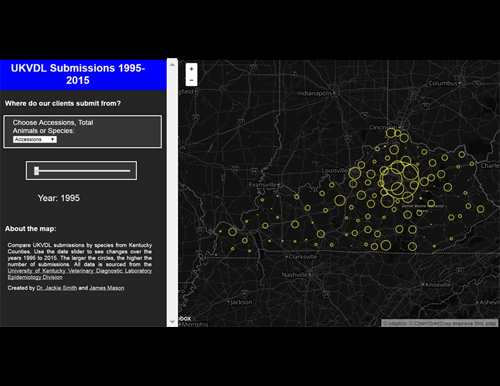 UKVDL Submissions 1995-
2015
Where do our clients submit from?
Choose Accessions, Total
Animals or Species:
Accessions
Year: 1995
About the map:
Compare UKVDL submissions by species from Kentucky
Counties. Use the date slider to see changes over the
years 1995 to 2015. The larger the circles, the higher the
number of submissions. All data is sourced from the
University of Kentucky Veterinary Diagnostic Laboratory
Epidemiology Division
Created by Dr. Jackie Smith and James Mason
+
−
Columbus
Indianapolis
Cincinnati
Louisville
Evansville
Clarksville
Nashville
Knoxville
Jackson
Memphis
© Mapbox © OpenStreetMap Improve this map